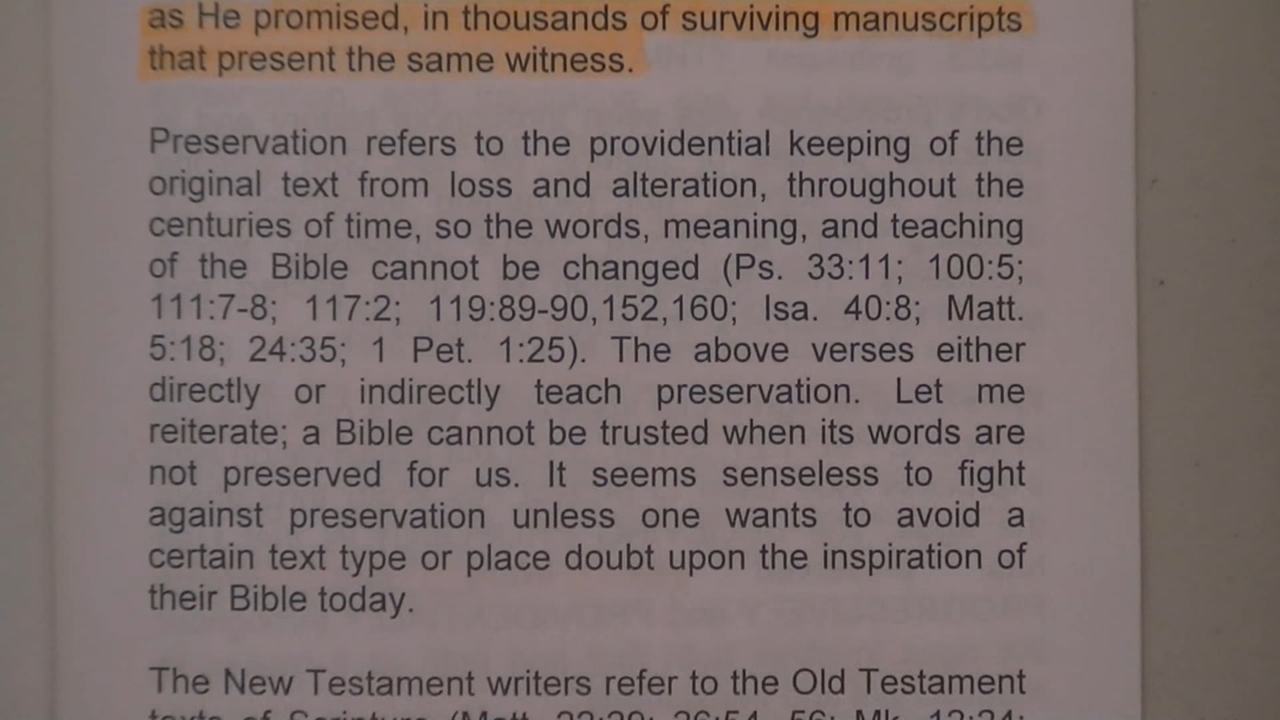 as He promised, in thousands of surviving manuscripts
that present the same witness.
Preservation refers to the providential keeping of the
original text from loss and alteration, throughout the
centuries of time, so the words, meaning, and teaching
of the Bible cannot be changed (Ps. 33:11; 100:5;
111:7-8; 117:2; 119:89-90,152,160; Isa. 40:8; Matt.
5:18; 24:35; 1 Pet. 1:25). The above verses either
directly or indirectly teach preservation. Let me
reiterate; a Bible cannot be trusted when its words are
not preserved for us. It seems senseless to fight
against preservation unless one wants to avoid a
certain text type or place doubt upon the inspiration of
their Bible today.
The New Testament writers refer to the Old Testament
texts of Scripture (Matt.